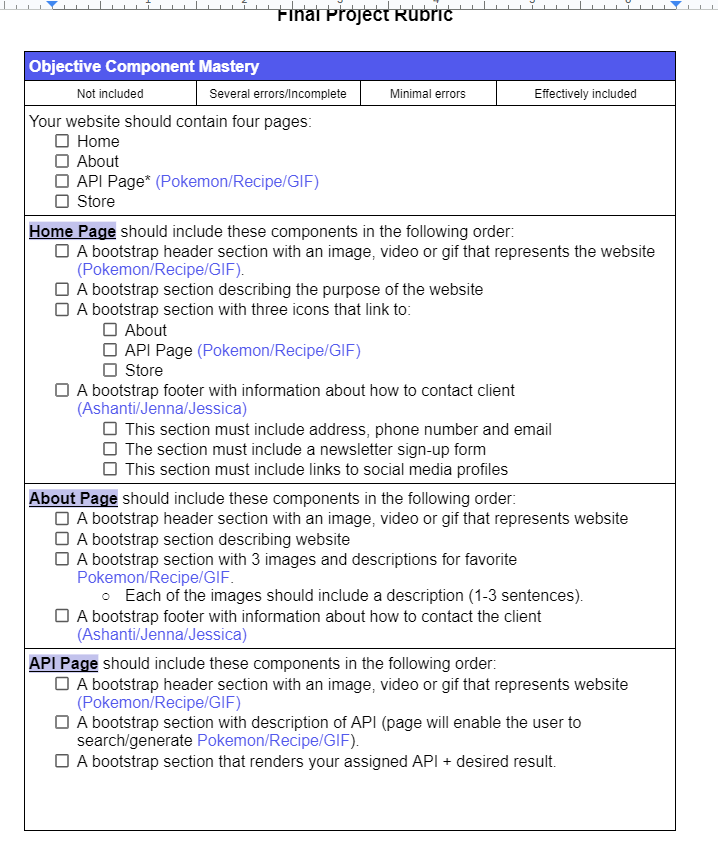 Final Project Rubric
Objective Component Mastery
Not included
Several errors/Incomplete
Minimal errors
Effectively included
Your website should contain four pages:
Home
About
API Page* (Pokemon/Recipe/GIF)
Store
Home Page should include these components in the following order:
A bootstrap header section with an image, video or gif that represents the website
(Pokemon/Recipe/GIF).
A bootstrap section describing the purpose of the website
A bootstrap section with three icons that link to:
About
API Page (Pokemon/Recipe/GIF)
Store
A bootstrap footer with information about how to contact client
(Ashanti/Jenna/Jessica)
This section must include address, phone number and email
The section must include a newsletter sign-up form
This section must include links to social media profiles
About Page should include these components in the following order:
A bootstrap header section with an image, video or gif that represents website
A bootstrap section describing website
A bootstrap section with 3 images and descriptions for favorite
Pokemon/Recipe/GIF.
Each of the images should include a description (1-3 sentences).
A bootstrap footer with information about how to contact the client
(Ashanti/Jenna/Jessica)
API Page should include these components in the following order:
A bootstrap header section with an image, video or gif that represents website
(Pokemon/Recipe/GIF)
A bootstrap section with description of API (page will enable the user to
search/generate Pokemon/Recipe/GIF).
A bootstrap section that renders your assigned API + desired result.